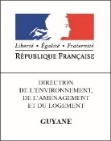 Liberté • Égalité • Fraternité
RÉPUBLIQUE FRANÇAISE
DIRECTION
DE L'ENVIRONNEMENT,
DE L'AMÉNAGEMENT
ET DU LOGEMENT
GUYANE